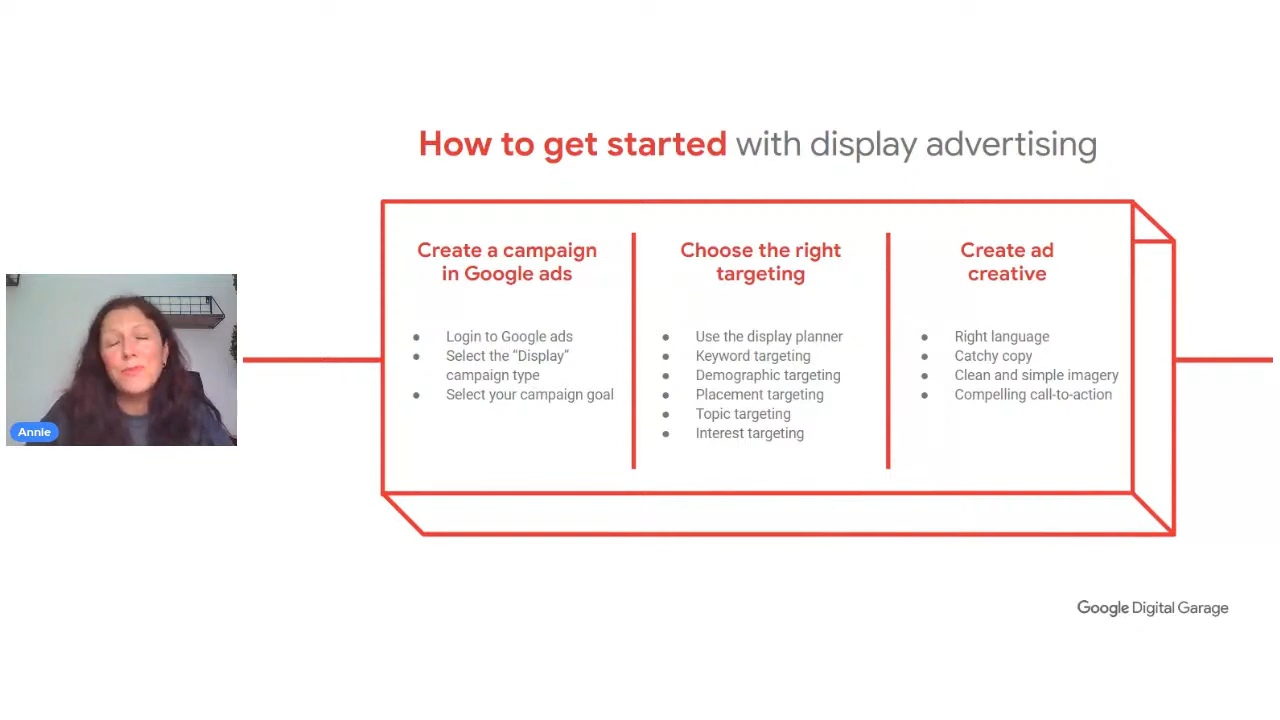 How to get started with display advertising
Create a campaign
in Google ads
● Login to Google ads
● Select the “Display”
campaign type
● Select your campaign goal
Choose the right
targeting
● Use the display planner
● Keyword targeting
● Demographic targeting
● Placement targeting
● Topic targeting
● Interest targeting
Create ad
creative
● Right language
● Catchy copy
● Clean and simple imagery
● Compelling call-to-action
Annie
Google Digital Garage